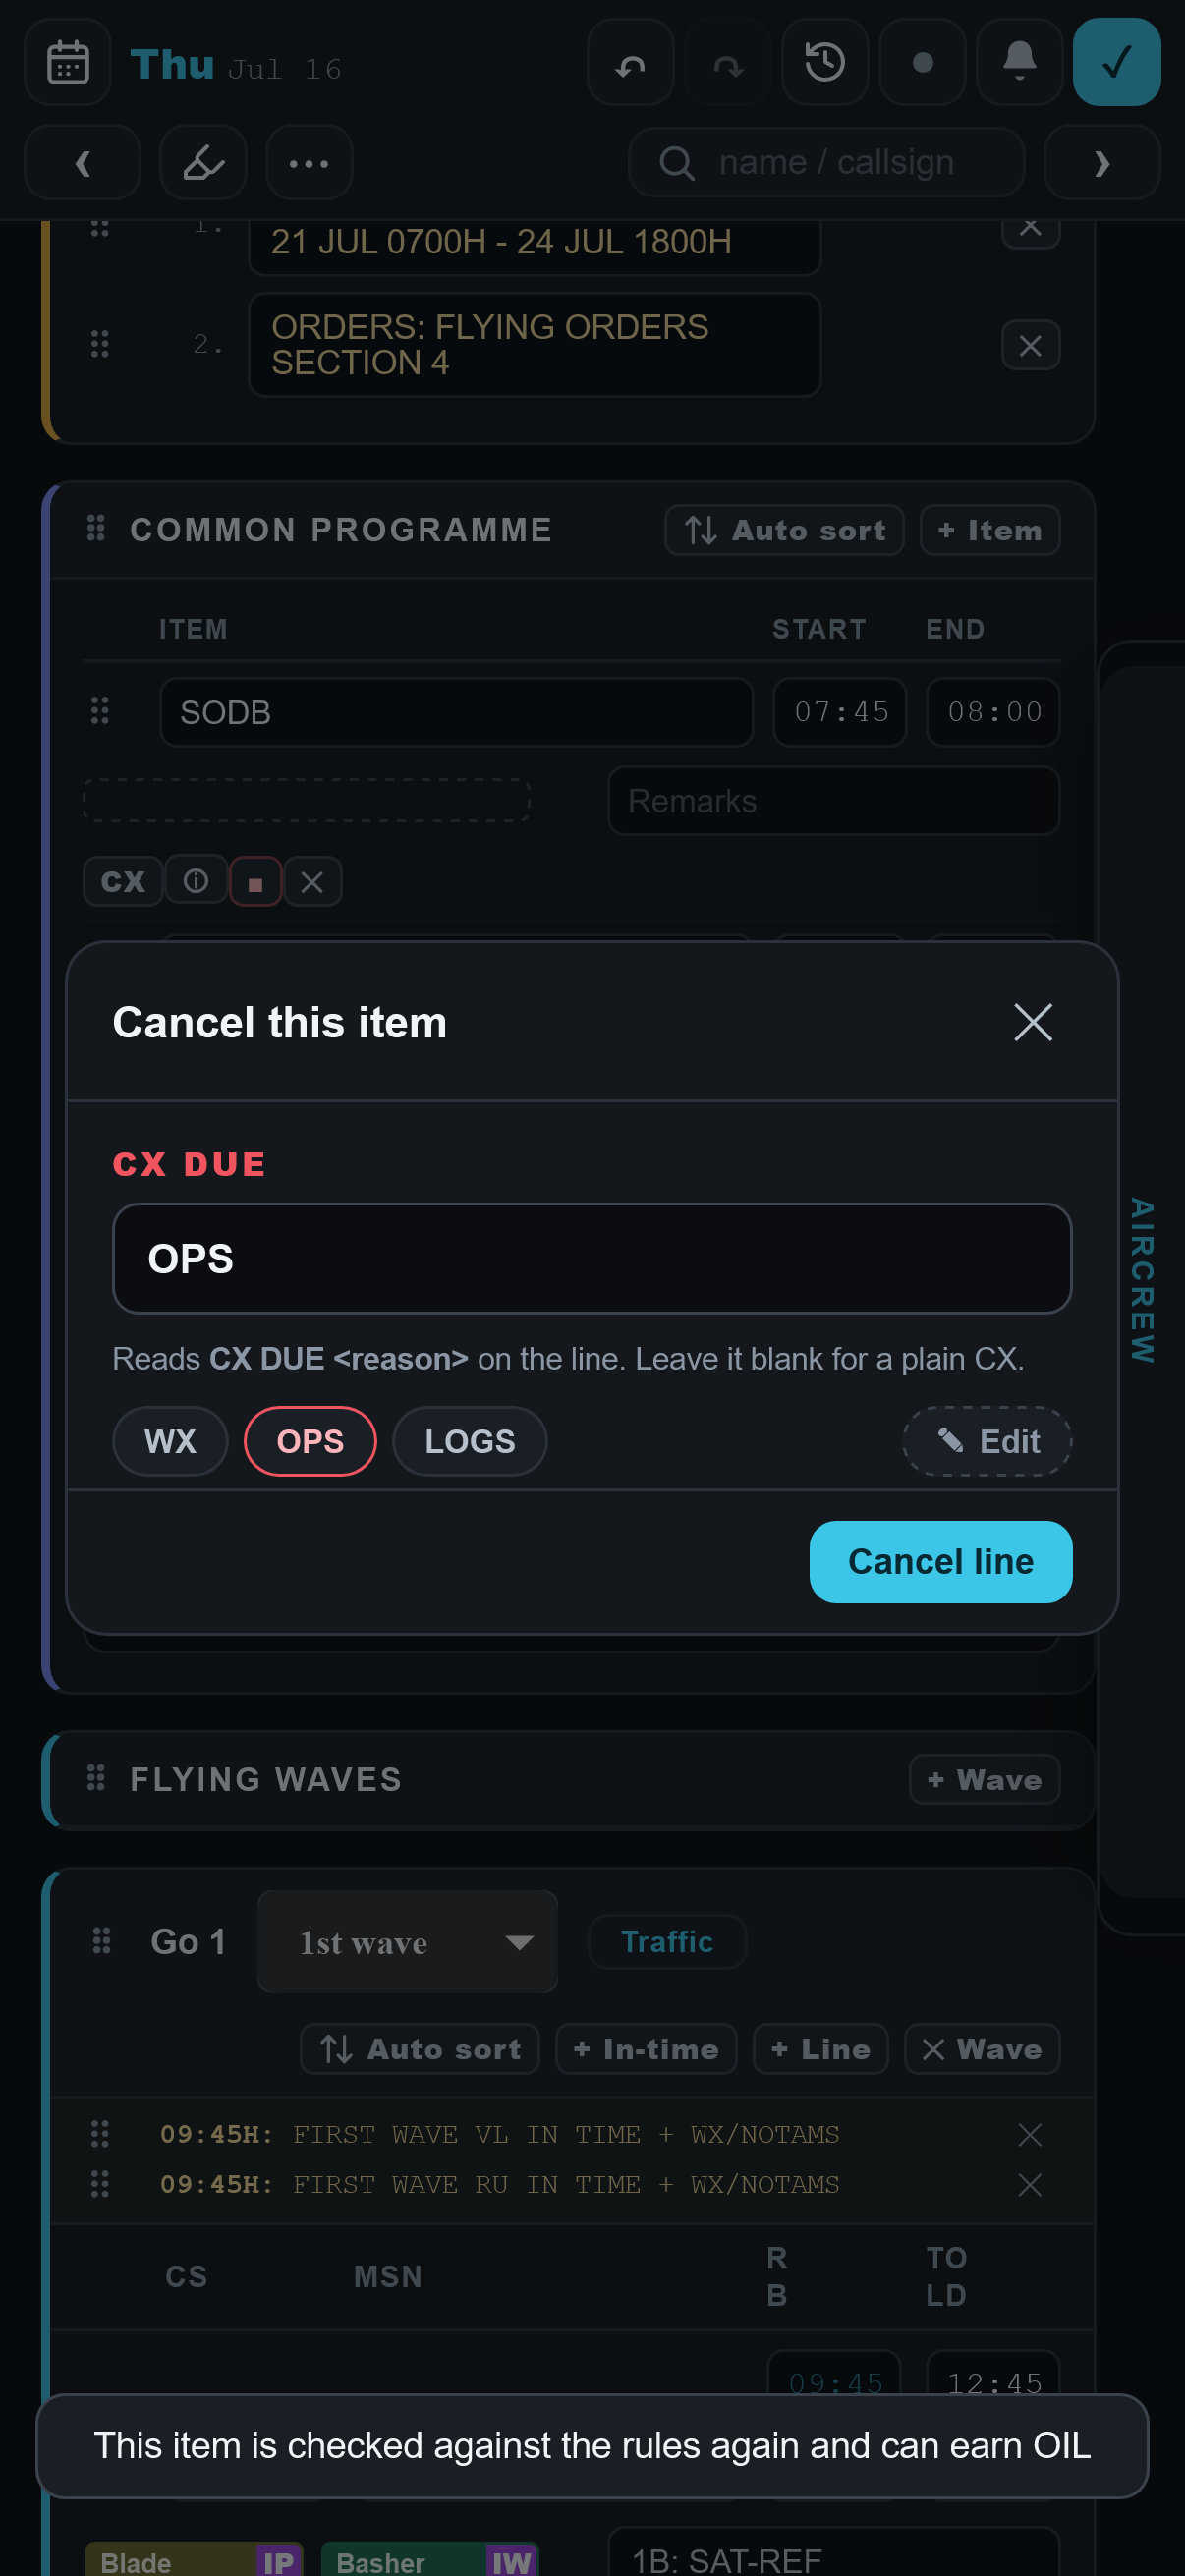 Thu Jul 16
name / callsign
1.
21 JUL 0700H - 24 JUL 1800H
2.
ORDERS: FLYING ORDERS
SECTION 4
COMMON PROGRAMME
Auto sort
+ Item
ITEM
START
END
SODB
07:45
08:00
Remarks
CX
Cancel this item
CX DUE
OPS
Reads CX DUE <reason> on the line. Leave it blank for a plain CX.
WX
OPS
LOGS
Edit
Cancel line
AIRCREW
FLYING WAVES
+ Wave
Go 1
1st wave
Traffic
Auto sort
+ In-time
+ Line
× Wave
09:45H: FIRST WAVE VL IN TIME + WX/NOTAMS
09:45H: FIRST WAVE RU IN TIME + WX/NOTAMS
CS
MSN
R
B
TO
LD
09:45
12:45
This item is checked against the rules again and can earn OIL
Blade
IP
Basher
IW
1B: SAT-REF